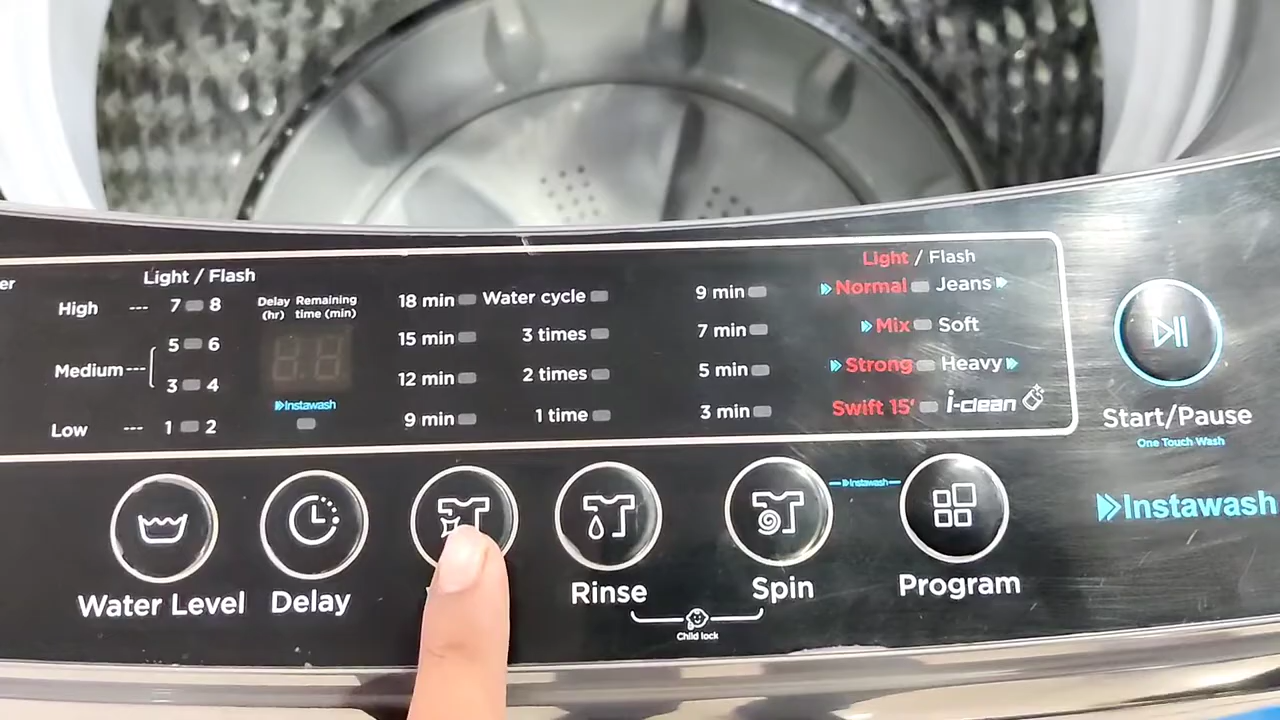 er
Light / Flash
High --- 7 8
5 6
Medium---
3 4
Low --- 1 2
Delay Remaining
(hr) time (min)
8.8
Instawash
18 min
15 min
12 min
9 min
Water cycle
3 times
2 times
1 time
9 min
7 min
5 min
3 min
Light / Flash
Normal Jeans
Mix Soft
Strong Heavy
Swift 15' i-clean
Start/Pause
One Touch Wash
Instawash
Instawash
Water Level
Delay
Rinse
Spin
Program
Child lock